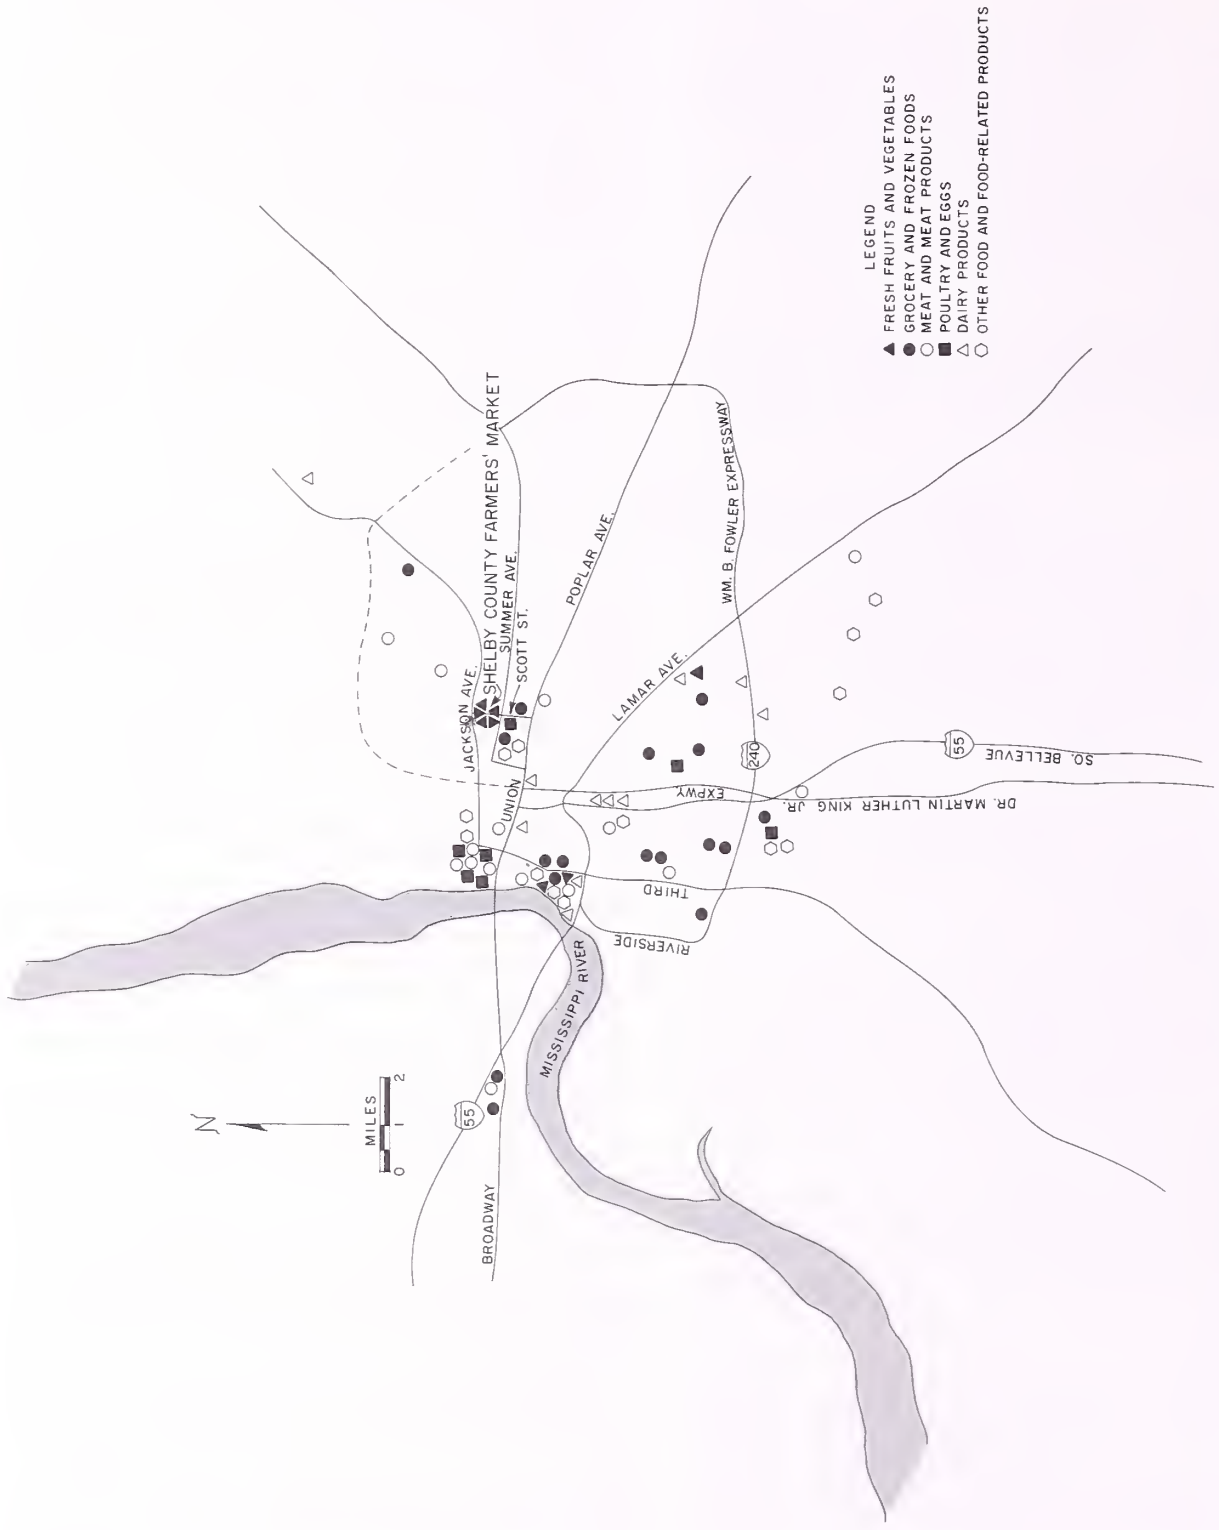 N
MILES
0 1 2
55
BROADWAY
MISSISSIPPI RIVER
RIVERSIDE
THIRD
UNION
EXPWY.
JACKSON AVE.
SHELBY COUNTY FARMERS' MARKET
SUMMER AVE.
SCOTT ST.
POPLAR AVE.
LAMAR AVE.
WM. B. FOWLER EXPRESSWAY
240
55
SO. BELLEVUE
DR. MARTIN LUTHER KING JR.
LEGEND
FRESH FRUITS AND VEGETABLES
GROCERY AND FROZEN FOODS
MEAT AND MEAT PRODUCTS
POULTRY AND EGGS
DAIRY PRODUCTS
OTHER FOOD AND FOOD-RELATED PRODUCTS